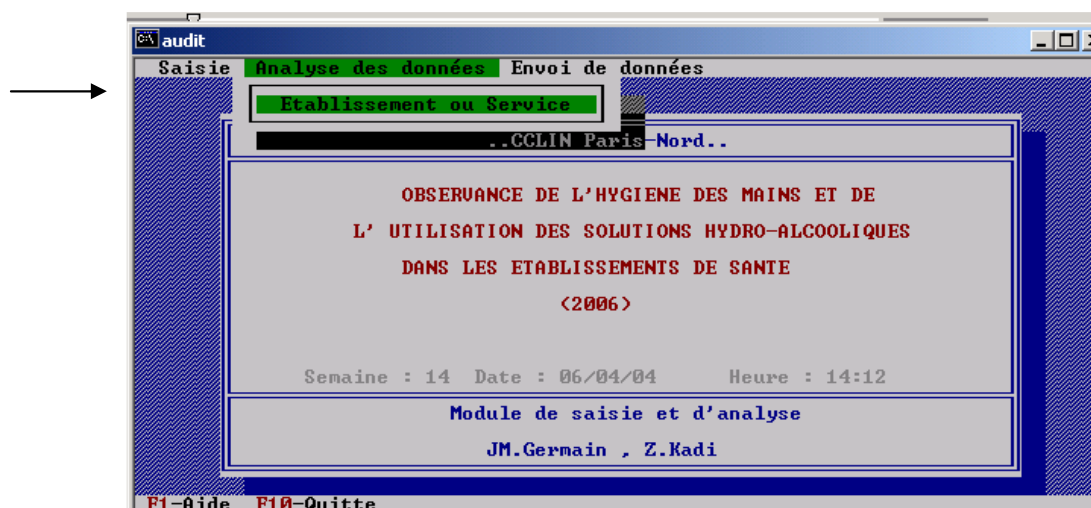 audit
Saisie Analyse des données Envoi de données
Etablissement ou Service
..CCLIN Paris-Nord..
OBSERVANCE DE L'HYGIENE DES MAINS ET DE
L' UTILISATION DES SOLUTIONS HYDRO-ALCOOLIQUES
DANS LES ETABLISSEMENTS DE SANTE
(2006)
Semaine : 14 Date : 06/04/04 Heure : 14:12
Module de saisie et d'analyse
JM.Germain , Z.Kadi
F1-Aide F10-Quitte